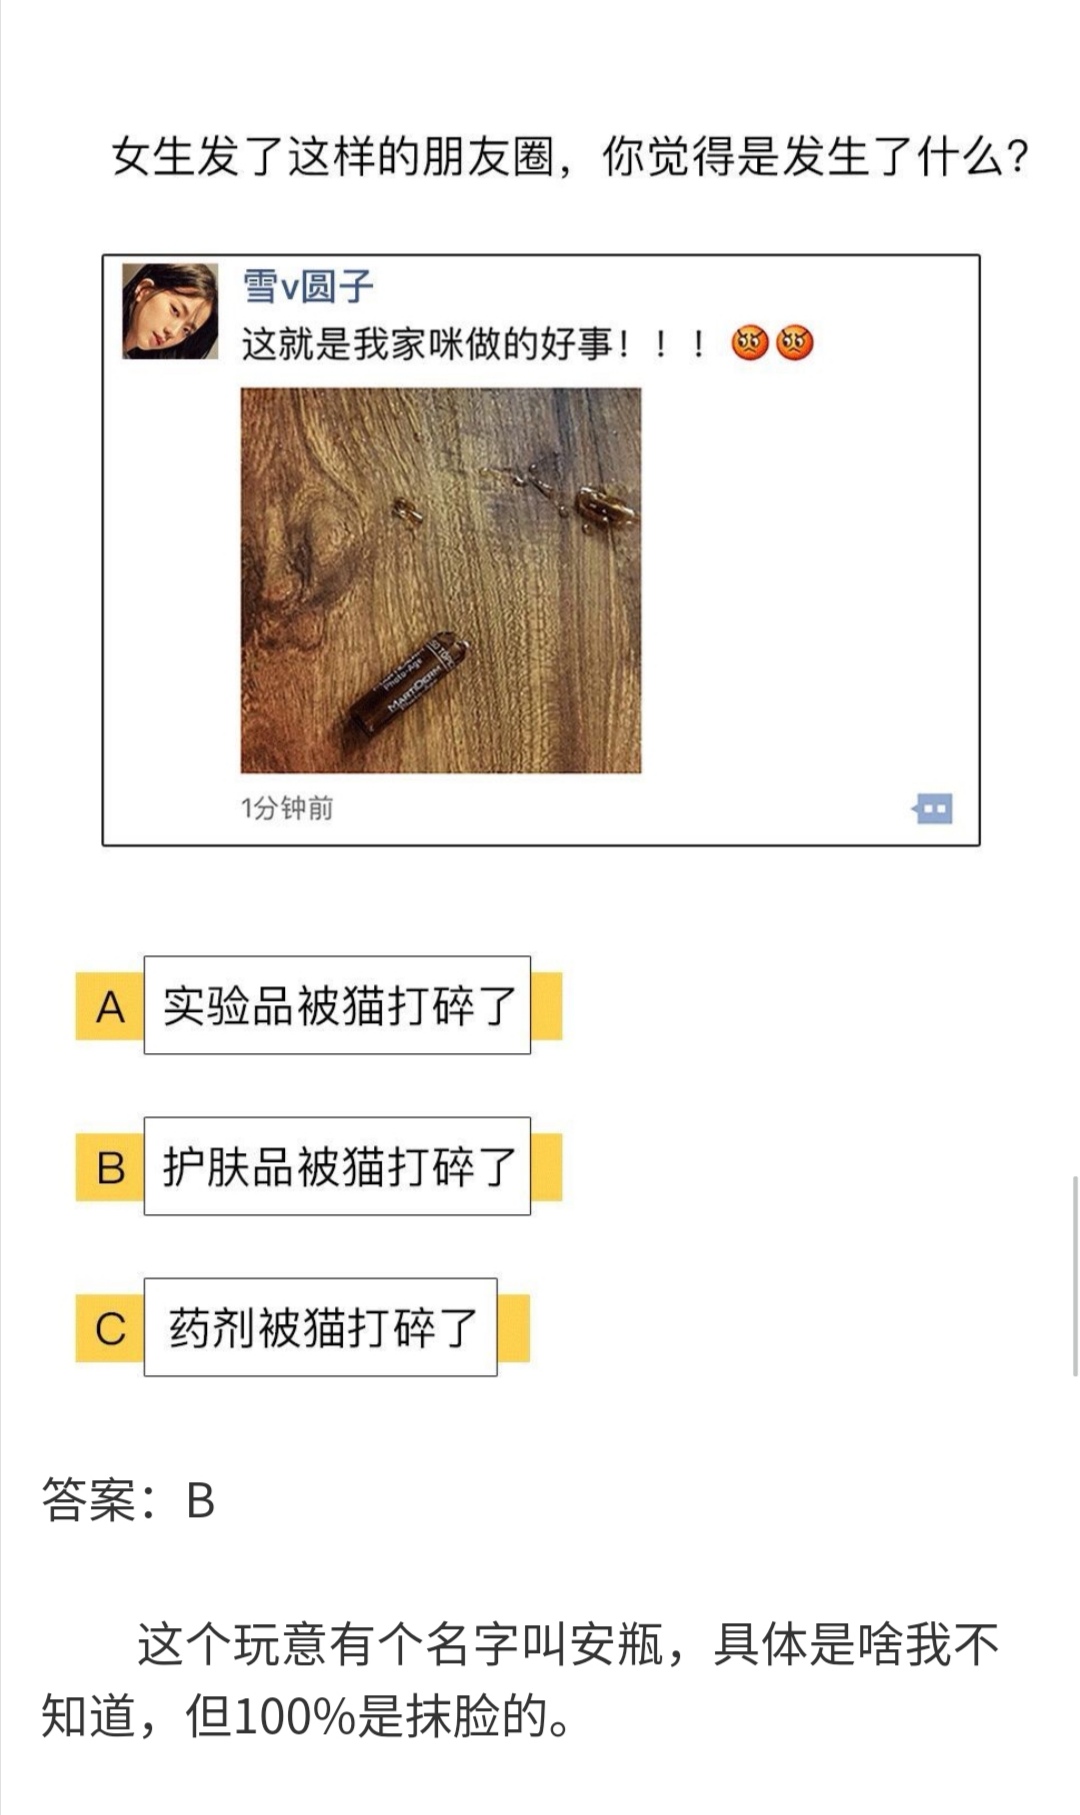 女生发了这样的朋友圈，你觉得是发生了什么？
雪v圆子
这就是我家咪做的好事！！！
Photo-Age
MARTIDERM
1分钟前
A 实验品被猫打碎了
B 护肤品被猫打碎了
C 药剂被猫打碎了
答案：B
这个玩意有个名字叫安瓶，具体是啥我不
知道，但100%是抹脸的。